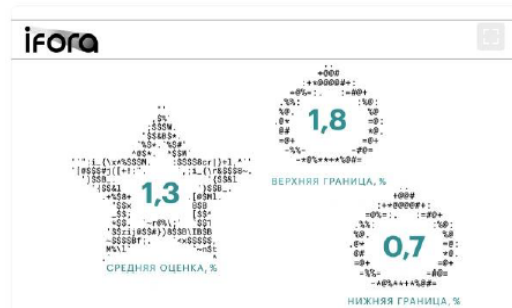 ifora
1,3
СРЕДНЯЯ ОЦЕНКА, %
1,8
ВЕРХНЯЯ ГРАНИЦА, %
0,7
НИЖНЯЯ ГРАНИЦА, %